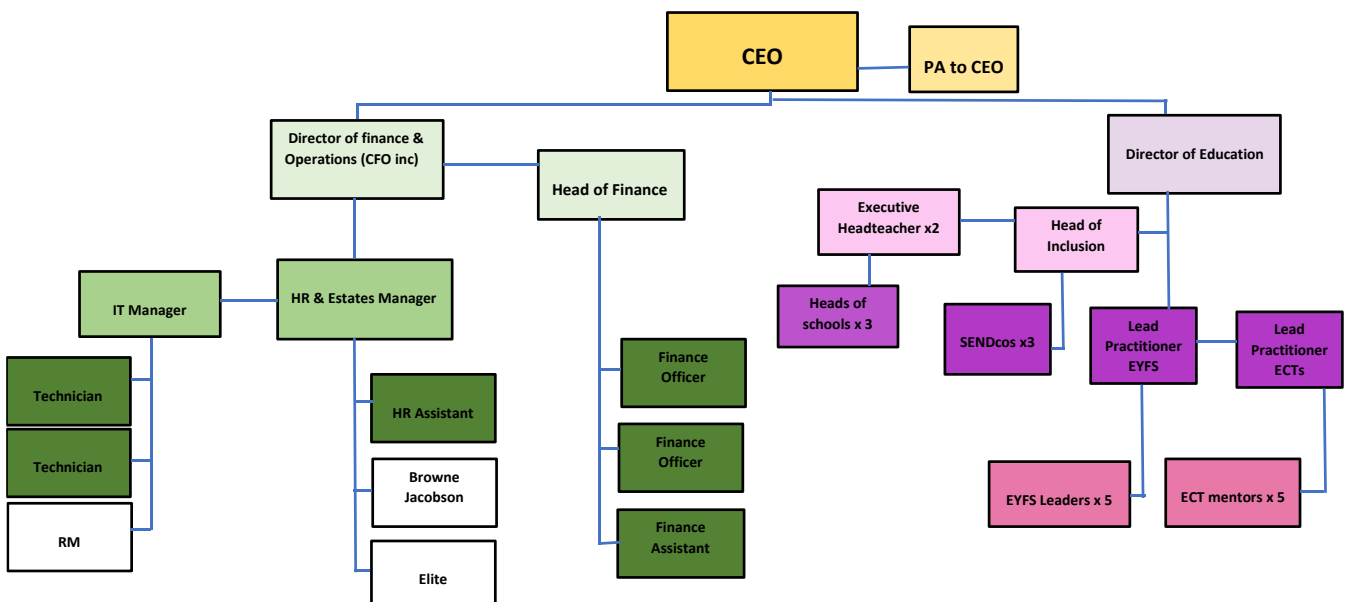 CEO
PA to CEO
Director of finance &
Operations (CFO inc)
Director of Education
Head of Finance
Executive
Headteacher x2
Head of
Inclusion
IT Manager
HR & Estates Manager
Heads of
schools x 3
SENDcos x3
Lead
Practitioner
EYFS
Lead
Practitioner
ECTs
Technician
HR Assistant
Finance
Officer
Technician
Browne
Jacobson
Finance
Officer
EYFS Leaders x 5
ECT mentors x 5
RM
Elite
Finance
Assistant